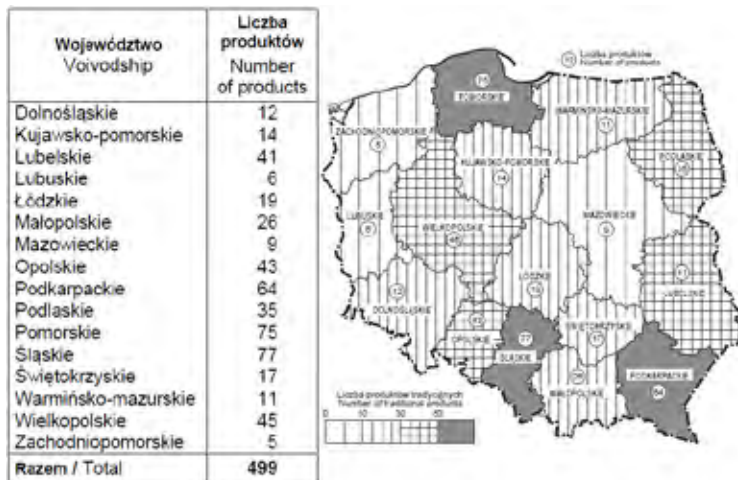 Województwo
Voivodship
Liczba
produktów
Number
of products
Dolnośląskie 12
Kujawsko-pomorskie 14
Lubelskie 41
Lubuskie 6
Łódzkie 19
Małopolskie 26
Mazowieckie 9
Opolskie 43
Podkarpackie 64
Podlaskie 35
Pomorskie 75
Śląskie 77
Świętokrzyskie 17
Warmińsko-mazurskie 11
Wielkopolskie 45
Zachodniopomorskie 5
Razem / Total 499
Liczba produktów
Number of products
75
POMORSKIE
WARMIŃSKO-MAZURSKIE
11
ZACHODNIOPOMORSKIE
5
PODLASKIE
35
KUJAWSKO-POMORSKIE
14
MAZOWIECKIE
9
LUBUSKIE
6
WIELKOPOLSKIE
45
ŁÓDZKIE
19
41
LUBELSKIE
12
DOLNOŚLĄSKIE
43
OPOLSKIE
77
ŚLĄSKIE
ŚWIĘTOKRZYSKIE
17
26
MAŁOPOLSKIE
PODKARPACKIE
64
Liczba produktów tradycyjnych
Number of traditional products
0 10 30 60